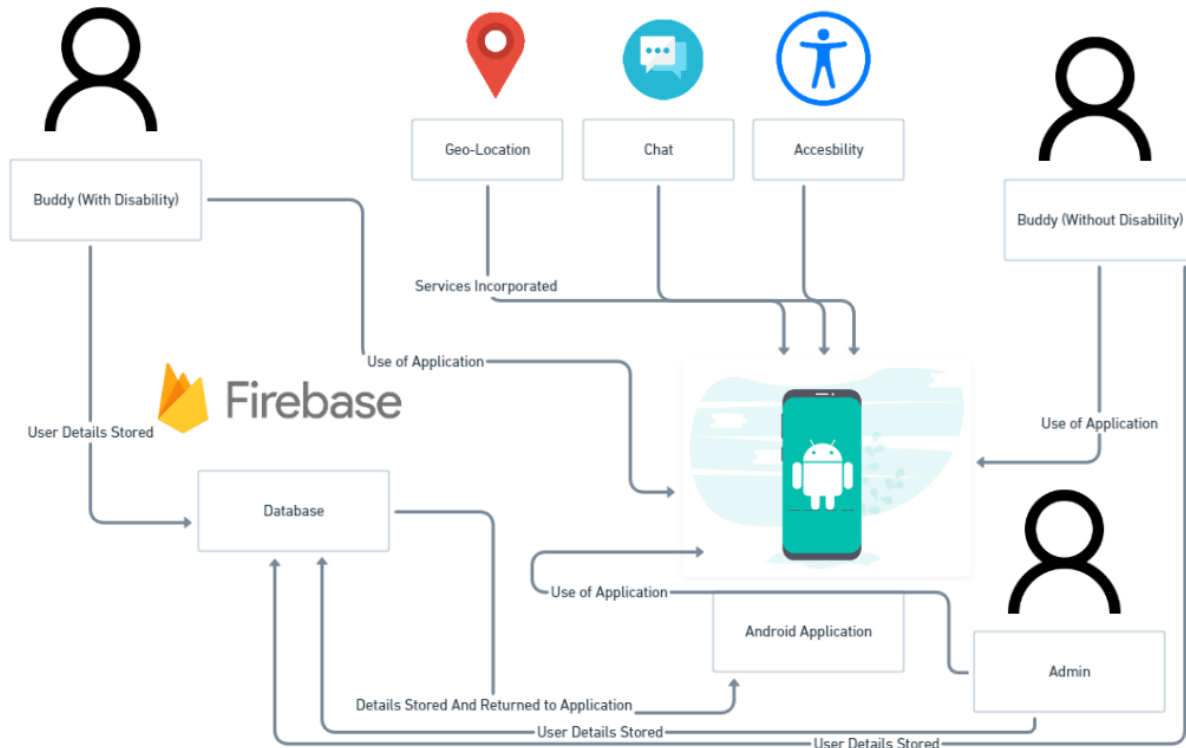 Geo-Location
Chat
Accesbility
Buddy (With Disability)
Buddy (Without Disability)
Services Incorporated
Use of Application
Firebase
Use of Application
User Details Stored
Database
Use of Application
Android Application
Admin
Details Stored And Returned to Application
User Details Stored
User Details Stored